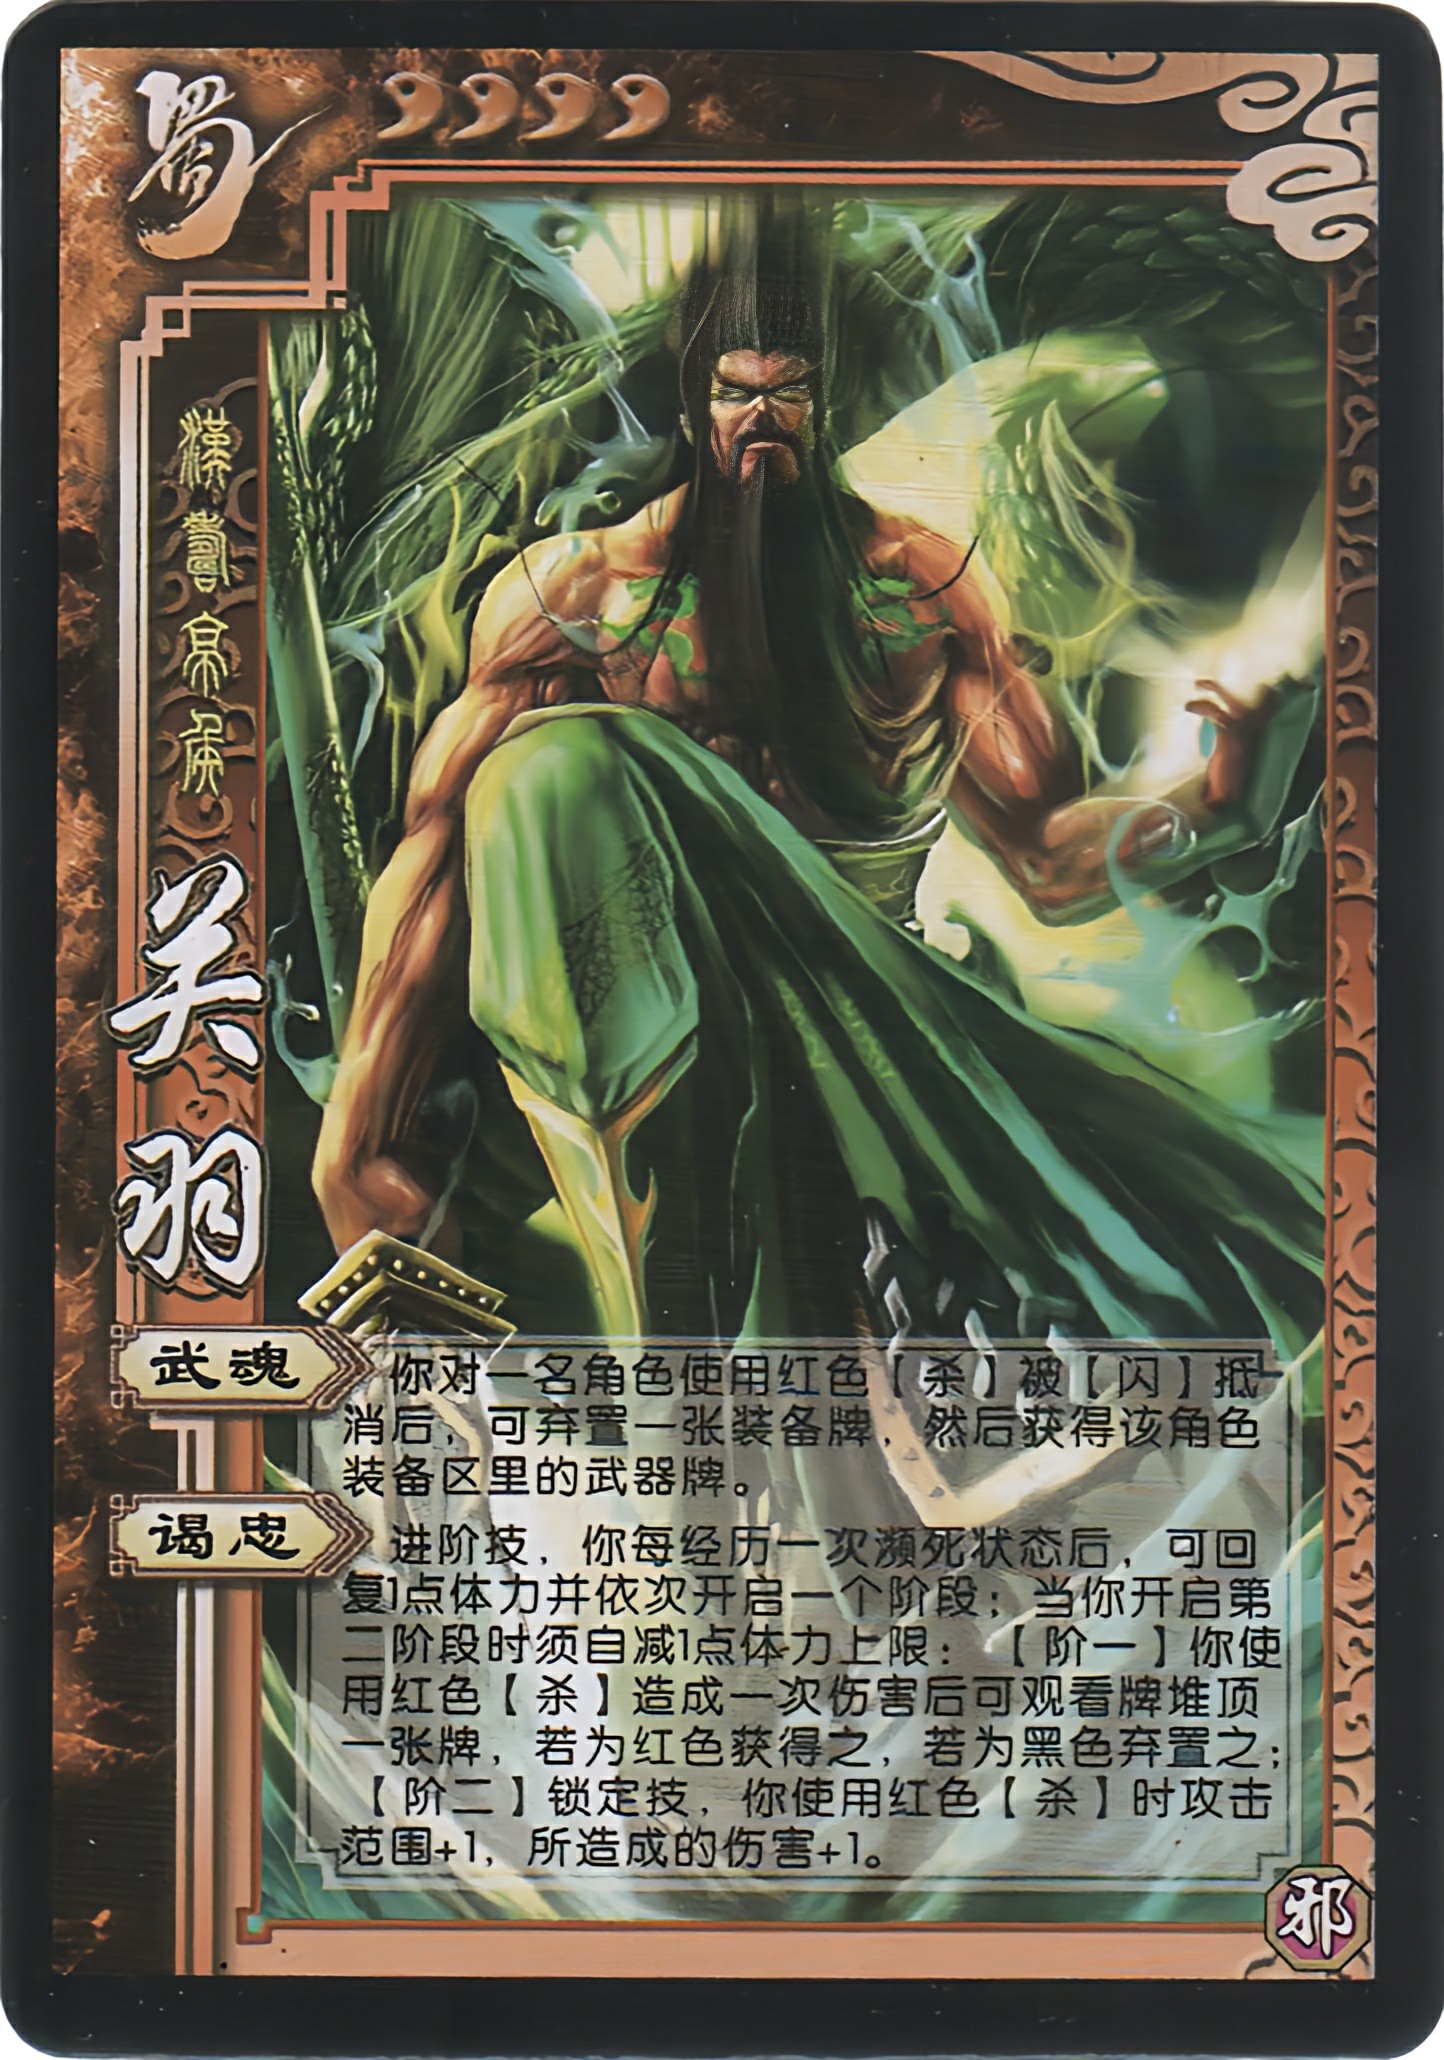 蜀
漢壽亭侯
关羽
武魂
你对一名角色使用红色【杀】被【闪】抵
消后，可弃置一张装备牌，然后获得该角色
装备区里的武器牌。
谒忠
进阶技，你每经历一次濒死状态后，可回
复1点体力并依次开启一个阶段；当你开启第
二阶段时须自减1点体力上限：【阶一】你使
用红色【杀】造成一次伤害后可观看牌堆顶
一张牌，若为红色获得之，若为黑色弃置之；
【阶二】锁定技，你使用红色【杀】时攻击
范围+1，所造成的伤害+1。
邪